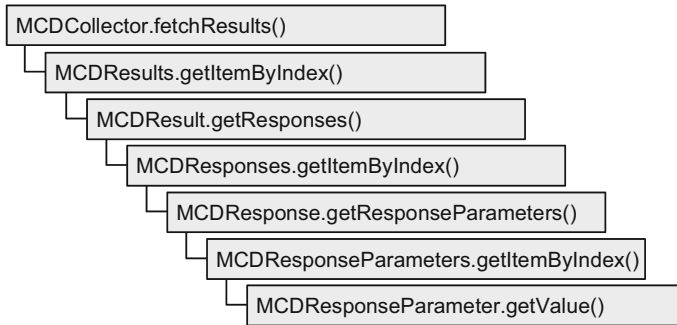 MCDCollector.fetchResults()
MCDResults.getItemByIndex()
MCDResult.getResponses()
MCDResponses.getItemByIndex()
MCDResponse.getResponseParameters()
MCDResponseParameters.getItemByIndex()
MCDResponseParameter.getValue()